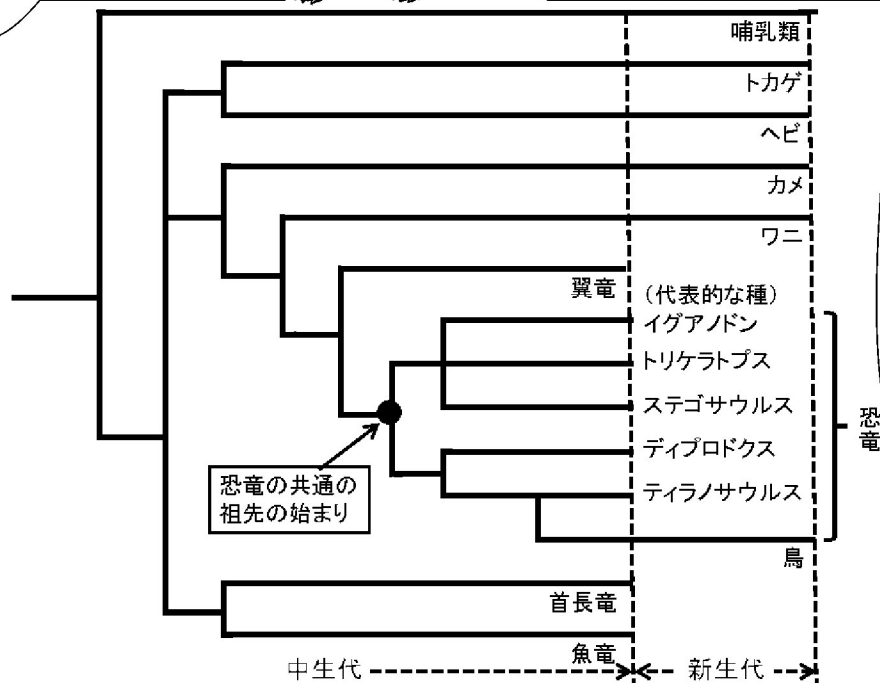 哺乳類
トカゲ
ヘビ
カメ
ワニ
翼竜
(代表的な種)
イグアノドン
トリケラトプス
ステゴサウルス
ディプロドクス
ティラノサウルス
鳥
恐竜
恐竜の共通の
祖先の始まり
首長竜
魚竜
中生代
新生代